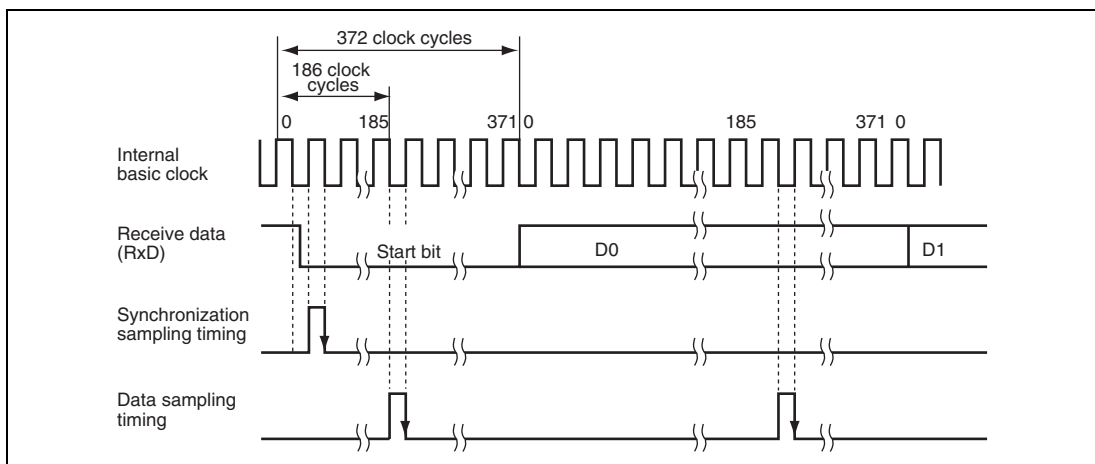 372 clock cycles
186 clock
cycles
0 185 371 0 185 371 0
Internal
basic clock
Receive data
(RxD)
Start bit D0 D1
Synchronization
sampling timing
Data sampling
timing